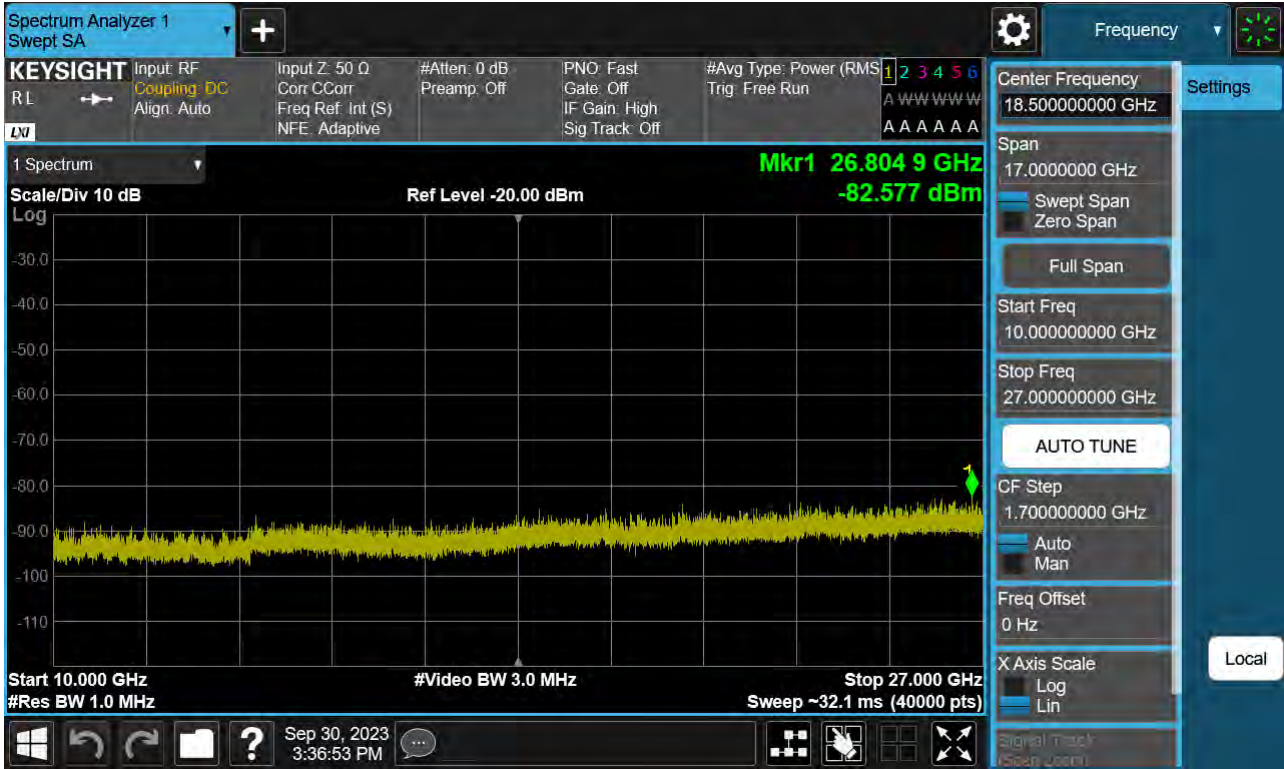 Spectrum Analyzer 1
Swept SA
+
Frequency
KEYSIGHT
R L
LXI
Input: RF
Coupling: DC
Align: Auto
Input Z: 50 Ω
Corr CCorr
Freq Ref: Int (S)
NFE: Adaptive
#Atten: 0 dB
Preamp: Off
PNO: Fast
Gate: Off
IF Gain: High
Sig Track: Off
#Avg Type: Power (RMS
Trig: Free Run
1 2 3 4 5 6
A W W W W W
A A A A A A
1 Spectrum
Scale/Div 10 dB
Ref Level -20.00 dBm
Mkr1 26.804 9 GHz
-82.577 dBm
Log
-30.0
-40.0
-50.0
-60.0
-70.0
-80.0
-90.0
-100
-110
1
Start 10.000 GHz
#Video BW 3.0 MHz
Stop 27.000 GHz
#Res BW 1.0 MHz
Sweep ~32.1 ms (40000 pts)
Center Frequency
18.500000000 GHz
Settings
Span
17.0000000 GHz
Swept Span
Zero Span
Full Span
Start Freq
10.000000000 GHz
Stop Freq
27.000000000 GHz
AUTO TUNE
CF Step
1.700000000 GHz
Auto
Man
Freq Offset
0 Hz
X Axis Scale
Log
Lin
Signal Track
(Span Zoom)
Local
?
Sep 30, 2023
3:36:53 PM